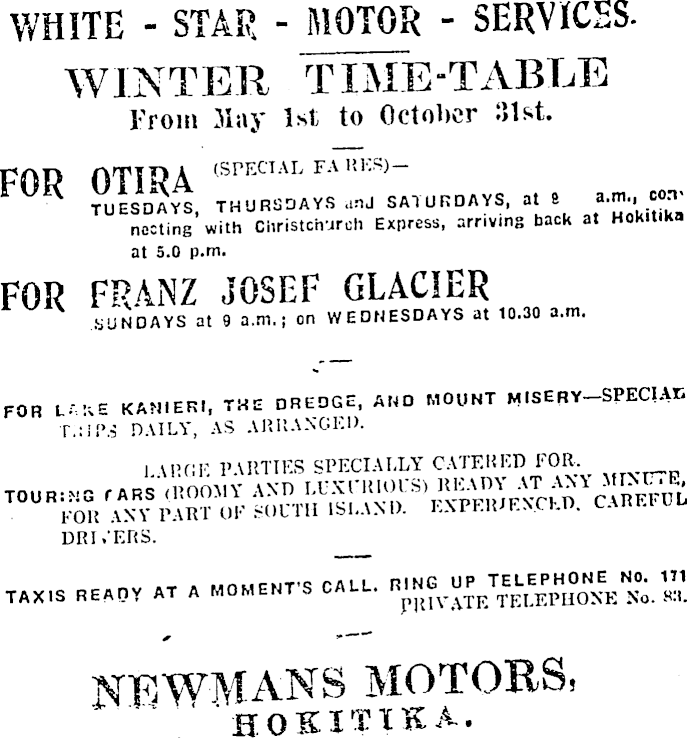 WHITE - STAR - MOTOR - SERVICES.
WINTER TIME-TABLE
From May 1st to October 31st.
FOR OTIRA (SPECIAL FARES)—
TUESDAYS, THURSDAYS and SATURDAYS, at 8 a.m., con-
necting with Christchurch Express, arriving back at Hokitika
at 5.0 p.m.
FOR FRANZ JOSEF GLACIER
SUNDAYS at 9 a.m.; on WEDNESDAYS at 10.30 a.m.
FOR LAKE KANIERI, THE DREDGE, AND MOUNT MISERY—SPECIAL
TRIPS DAILY, AS ARRANGED.
LARGE PARTIES SPECIALLY CATERED FOR.
TOURING CARS (ROOMY AND LUXURIOUS) READY AT ANY MINUTE,
FOR ANY PART OF SOUTH ISLAND. EXPERIENCED, CAREFUL
DRIVERS.
TAXIS READY AT A MOMENT'S CALL. RING UP TELEPHONE No. 171
PRIVATE TELEPHONE No. 83.
NEWMANS MOTORS,
HOKITIKA.